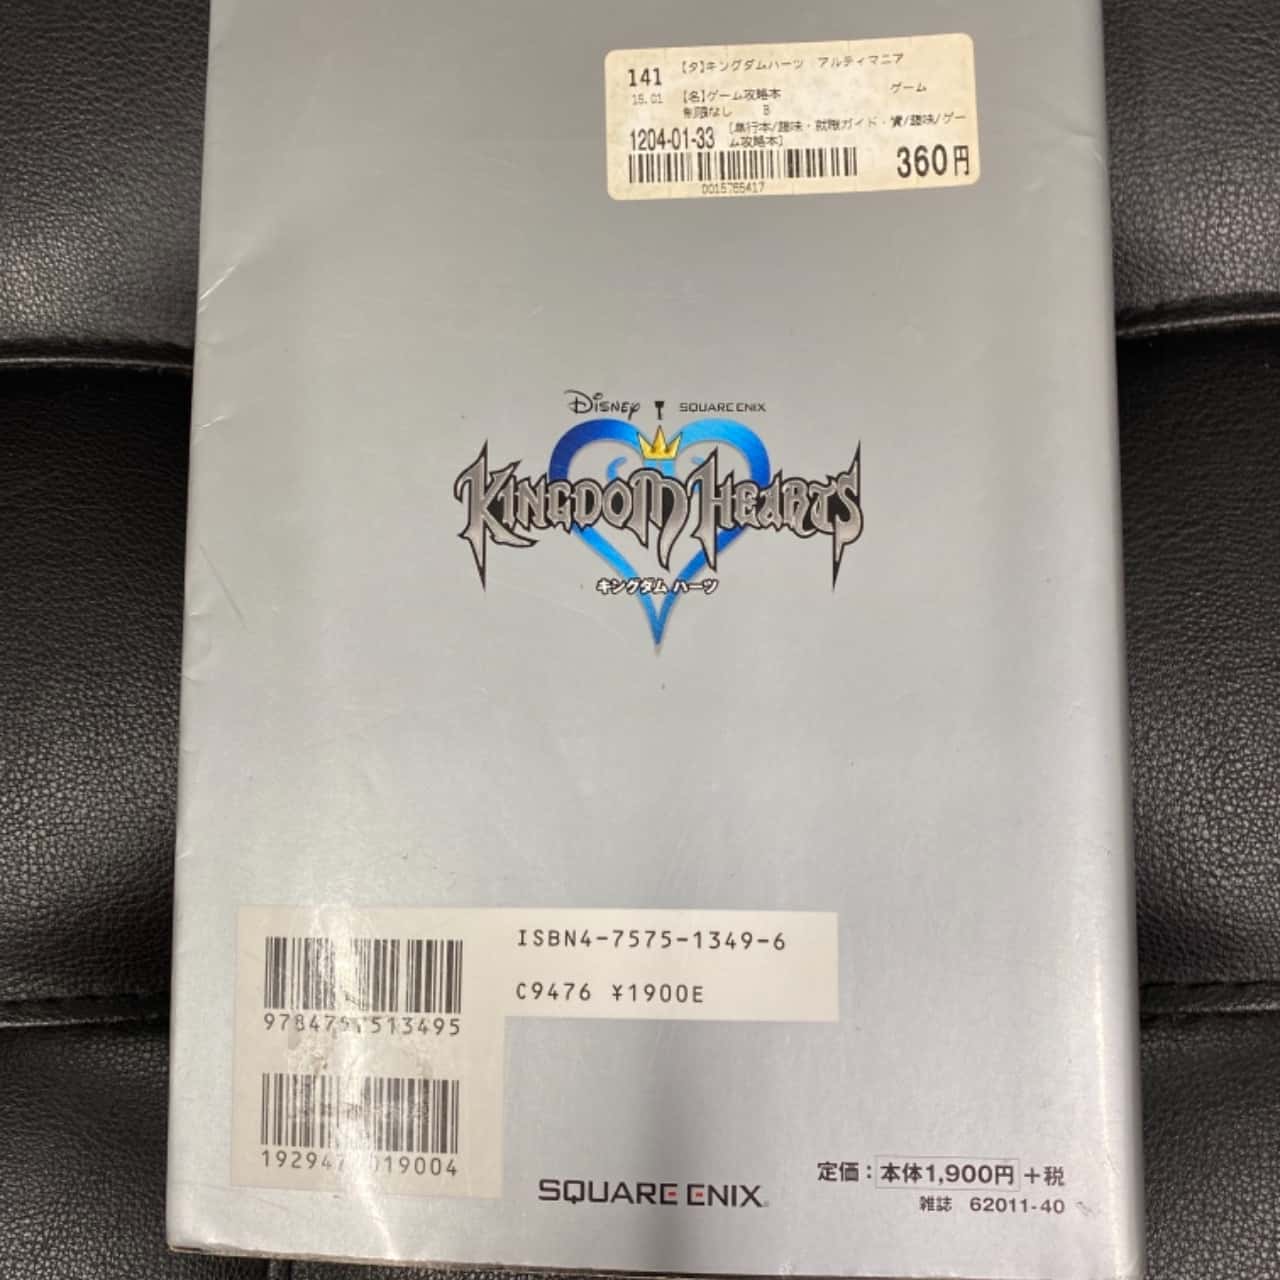 141 【タ】キングダムハーツ アルティマニア
15.01 【名】ゲーム攻略本 ゲーム
制限なし B
1204-01-33 [単行本/趣味・就職ガイド・資/趣味/ゲー
ム攻略本]
360円
0015765417
DISNEY SQUARE ENIX
KINGDOM HEARTS
キングダム ハーツ
ISBN4-7575-1349-6
C9476 ¥1900E
SQUARE ENIX
定価:本体1,900円+税
雑誌 62011-40